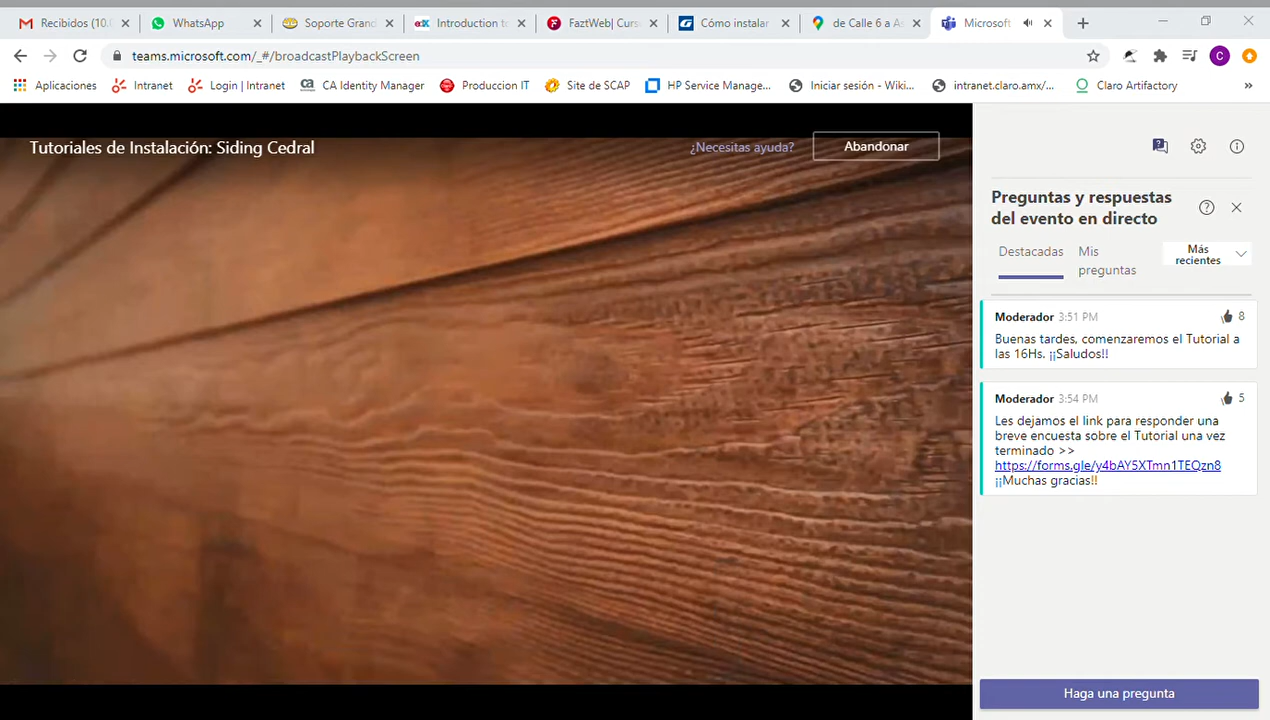 Recibidos (10.0
WhatsApp
Soporte Grand
Introduction to
FaztWeb| Curs
Cómo instalar
de Calle 6 a A
Microsoft
teams.microsoft.com/_#/broadcastPlaybackScreen
C
Aplicaciones
Intranet
Login | Intranet
CA Identity Manager
Produccion IT
Site de SCAP
HP Service Manage...
Iniciar sesión - Wiki...
intranet.claro.amx/...
Claro Artifactory
»
Tutoriales de Instalación: Siding Cedral
¿Necesitas ayuda?
Abandonar
Preguntas y respuestas
del evento en directo
Destacadas
Mis
preguntas
Más
recientes
Moderador 3:51 PM
8
Buenas tardes, comenzaremos el Tutorial a
las 16Hs. ¡¡Saludos!!
Moderador 3:54 PM
5
Les dejamos el link para responder una
breve encuesta sobre el Tutorial una vez
terminado >>
https://forms.gle/y4bAY5XTmn1TEQzn8
¡¡Muchas gracias!!
Haga una pregunta